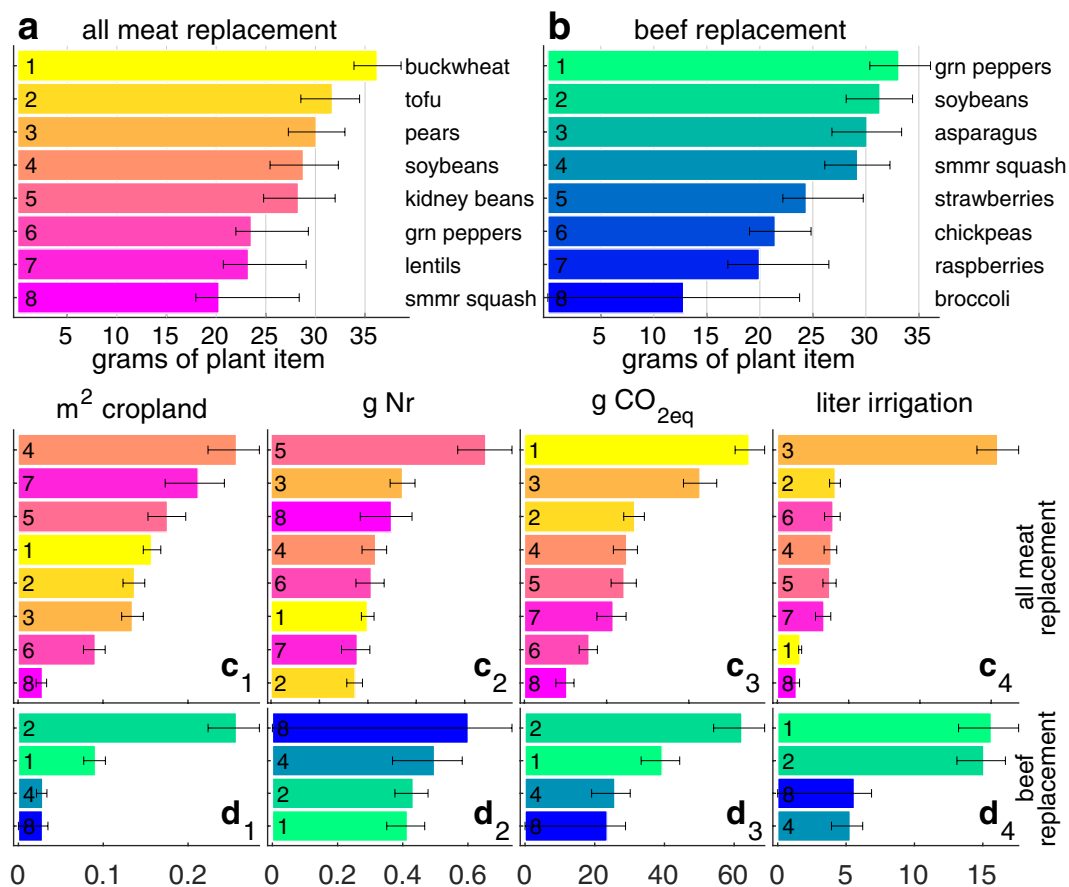 a all meat replacement
1 buckwheat
2 tofu
3 pears
4 soybeans
5 kidney beans
6 grn peppers
7 lentils
8 smmr squash
5 10 15 20 25 30 35
grams of plant item
b beef replacement
1 grn peppers
2 soybeans
3 asparagus
4 smmr squash
5 strawberries
6 chickpeas
7 raspberries
8 broccoli
5 10 15 20 25 30 35
grams of plant item
m² cropland
4
7
5
1
2
3
6
8
c₁
g Nr
5
3
8
4
6
1
7
2
c₂
g CO₂eq
1
3
2
4
5
7
6
8
c₃
liter irrigation
3
2
6
4
5
7
1
8
c₄
all meat
replacement
2
1
4
8
d₁
0 0.1 0.2
8
4
2
1
d₂
0 0.2 0.4 0.6
2
1
4
8
d₃
0 20 40 60
1
2
8
4
d₄
0 5 10 15
beef
replacement